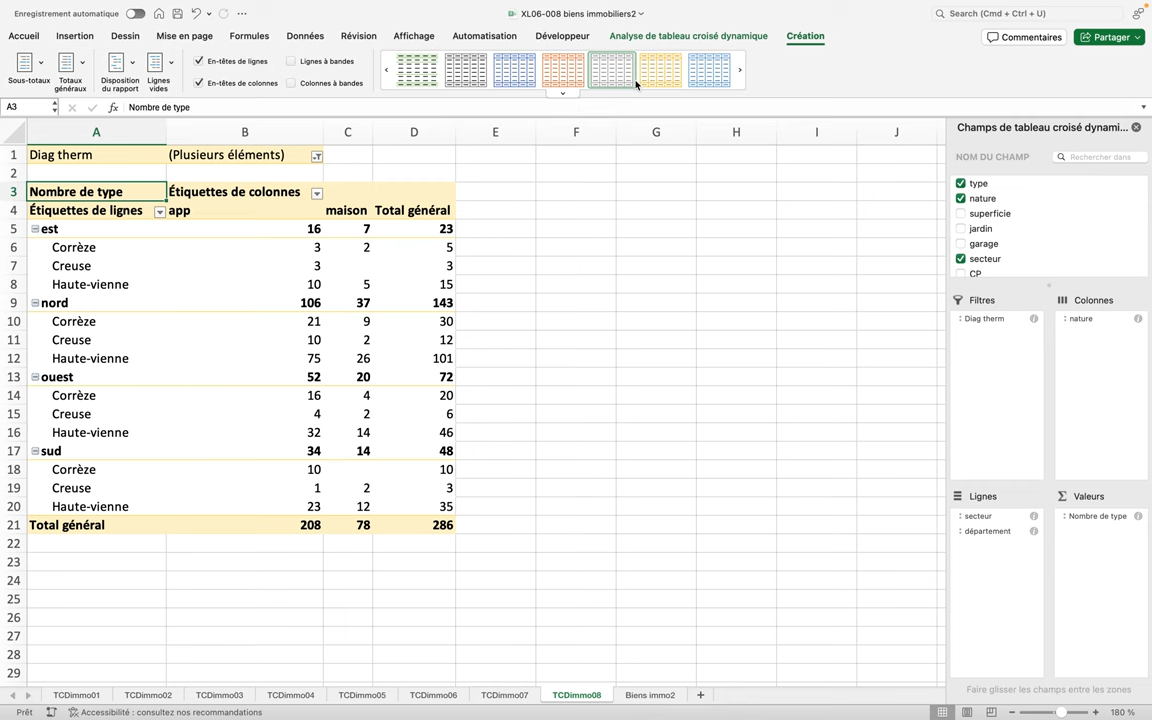 Enregistrement automatique
XL06-008 biens immobiliers2
Search (Cmd + Ctrl + U)
Accueil Insertion Dessin Mise en page Formules Données Révision Affichage Automatisation Développeur Analyse de tableau croisé dynamique Création
Commentaires
Partager
Sous-totaux
Totaux généraux
Disposition du rapport
Lignes vides
En-têtes de lignes
Lignes à bandes
En-têtes de colonnes
Colonnes à bandes
A3
fx
Nombre de type
A B C D E F G H I J
1 Diag therm (Plusieurs éléments)
2
3 Nombre de type Étiquettes de colonnes
4 Étiquettes de lignes app maison Total général
5 est 16 7 23
6 Corrèze 3 2 5
7 Creuse 3 3
8 Haute-vienne 10 5 15
9 nord 106 37 143
10 Corrèze 21 9 30
11 Creuse 10 2 12
12 Haute-vienne 75 26 101
13 ouest 52 20 72
14 Corrèze 16 4 20
15 Creuse 4 2 6
16 Haute-vienne 32 14 46
17 sud 34 14 48
18 Corrèze 10 10
19 Creuse 1 2 3
20 Haute-vienne 23 12 35
21 Total général 208 78 286
22
23
24
25
26
27
28
29
Champs de tableau croisé dynami...
NOM DU CHAMP
Rechercher dans
type
nature
superficie
jardin
garage
secteur
CP
Filtres
Colonnes
Diag therm
nature
Lignes
Valeurs
secteur
Nombre de type
département
Faire glisser les champs entre les zones
TCDimmo01 TCDimmo02 TCDimmo03 TCDimmo04 TCDimmo05 TCDimmo06 TCDimmo07 TCDimmo08 Biens immo2
Prêt
Accessibilité : consultez nos recommandations
180 %